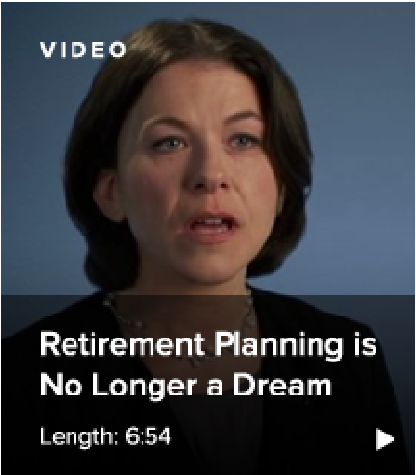 VIDEO
Retirement Planning is
No Longer a Dream
Length: 6:54